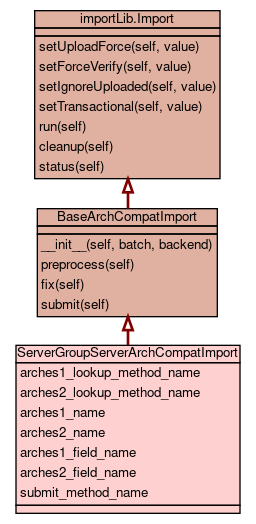 importLib.Import
setUploadForce(self, value)
setForceVerify(self, value)
setIgnoreUploaded(self, value)
setTransactional(self, value)
run(self)
cleanup(self)
status(self)
BaseArchCompatImport
__init__(self, batch, backend)
preprocess(self)
fix(self)
submit(self)
ServerGroupServerArchCompatImport
arches1_lookup_method_name
arches2_lookup_method_name
arches1_name
arches2_name
arches1_field_name
arches2_field_name
submit_method_name